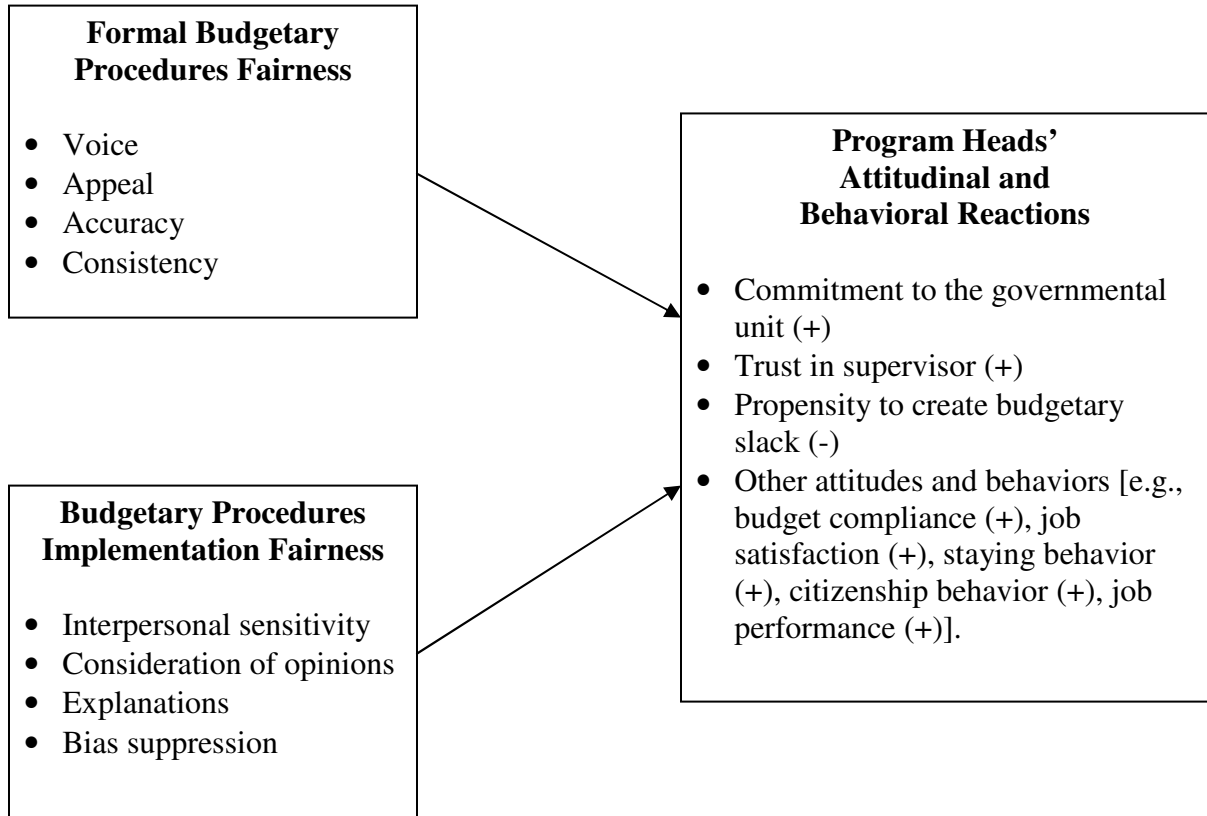 Formal Budgetary
Procedures Fairness
• Voice
• Appeal
• Accuracy
• Consistency
Budgetary Procedures
Implementation Fairness
• Interpersonal sensitivity
• Consideration of opinions
• Explanations
• Bias suppression
Program Heads’
Attitudinal and
Behavioral Reactions
• Commitment to the governmental
unit (+)
• Trust in supervisor (+)
• Propensity to create budgetary
slack (-)
• Other attitudes and behaviors [e.g.,
budget compliance (+), job
satisfaction (+), staying behavior
(+), citizenship behavior (+), job
performance (+)].